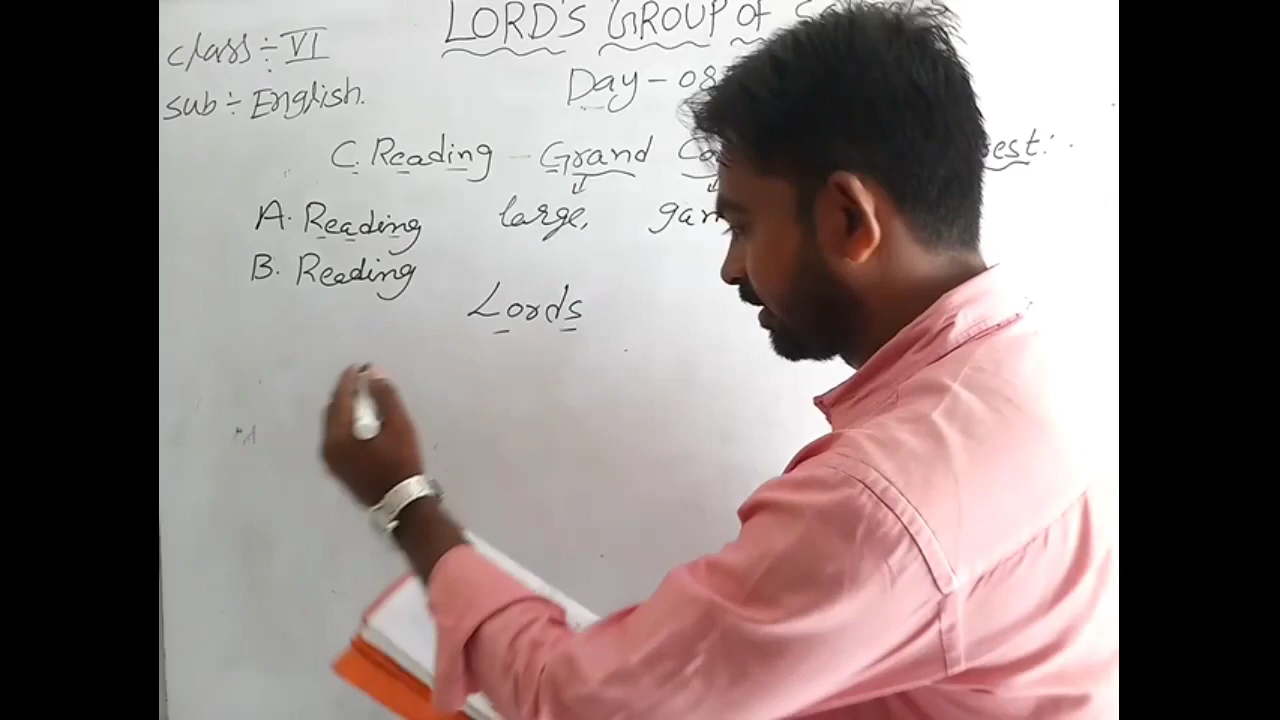 LORD'S GROUP OF
Class ÷ VI
Day - 08
Sub ÷ English.
C. Reading - Grand
A. Reading large,
B. Reading
Lords